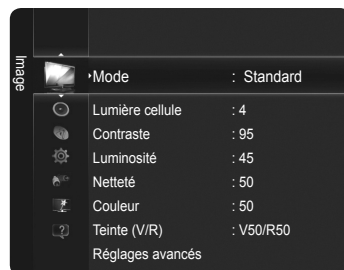 Image
Mode : Standard
Lumière cellule : 4
Contraste : 95
Luminosité : 45
Netteté : 50
Couleur : 50
Teinte (V/R) : V50/R50
Réglages avancés